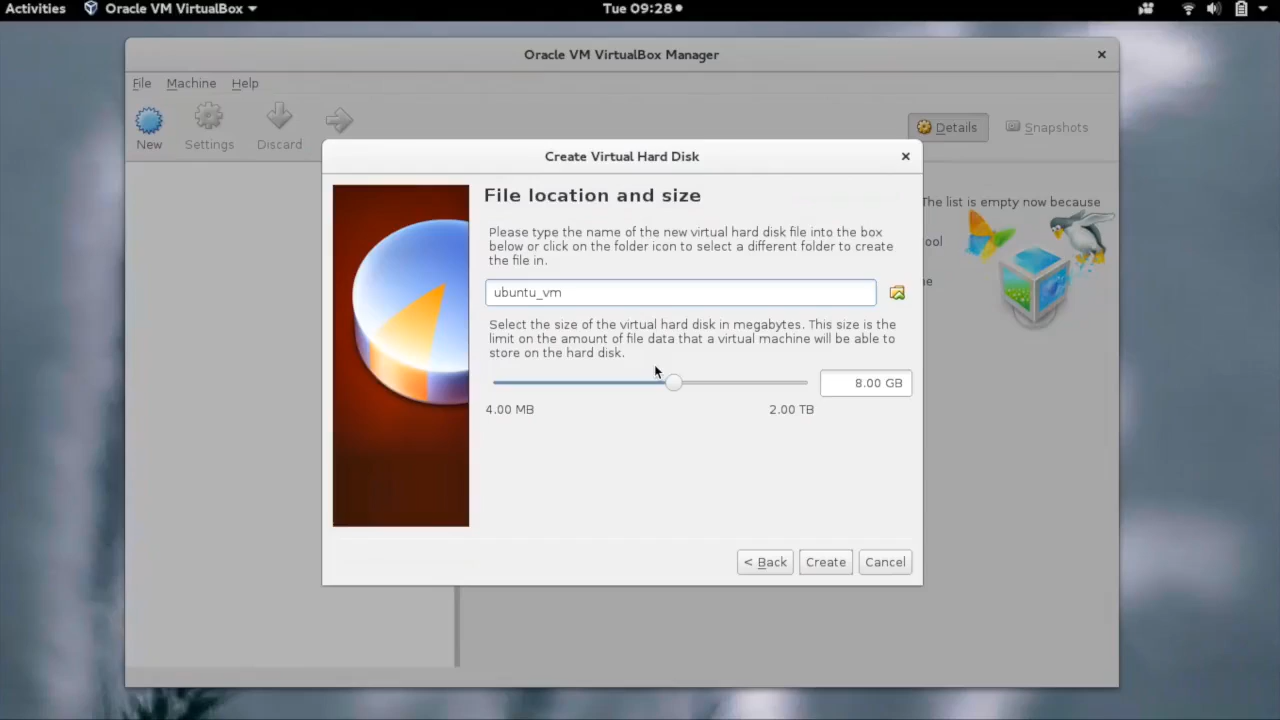 Activities Oracle VM VirtualBox Tue 09:28
Oracle VM VirtualBox Manager
File Machine Help
New Settings Discard
Details Snapshots
Create Virtual Hard Disk
File location and size
The list is empty now because
Please type the name of the new virtual hard disk file into the box
below or click on the folder icon to select a different folder to create
the file in.
ool
ne
ubuntu_vm
Select the size of the virtual hard disk in megabytes. This size is the
limit on the amount of file data that a virtual machine will be able to
store on the hard disk.
8.00 GB
4.00 MB 2.00 TB
< Back Create Cancel